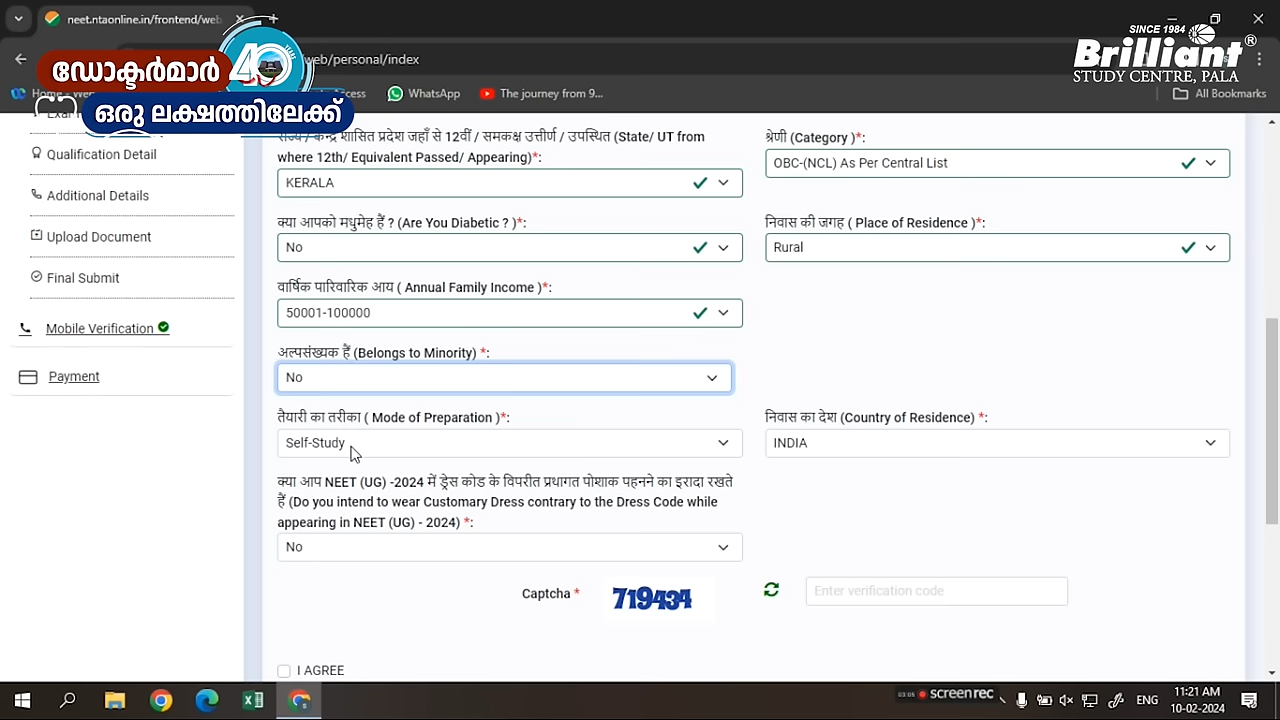 neet.ntaonline.in/frontend/web
/web/personal/index
SINCE 1984
Brilliant®
STUDY CENTRE, PALA
ഡോക്ടർമാർ
40
ഒരു ലക്ഷത്തിലേക്ക്
WhatsApp
The journey from 9...
All Bookmarks
Qualification Detail
Additional Details
Upload Document
Final Submit
Mobile Verification
Payment
राज्य / केन्द्र शासित प्रदेश जहाँ से 12वीं / समकक्ष उत्तीर्ण / उपस्थित (State/ UT from
where 12th/ Equivalent Passed/ Appearing)*:
KERALA
श्रेणी (Category )*:
OBC-(NCL) As Per Central List
क्या आपको मधुमेह हैं ? (Are You Diabetic ? )*:
No
निवास की जगह ( Place of Residence )*:
Rural
वार्षिक पारिवारिक आय ( Annual Family Income )*:
50001-100000
अल्पसंख्यक हैं (Belongs to Minority) *:
No
तैयारी का तरीका ( Mode of Preparation )*:
Self-Study
निवास का देश (Country of Residence) *:
INDIA
क्या आप NEET (UG) -2024 में ड्रेस कोड के विपरीत प्रथागत पोशाक पहनने का इरादा रखते
हैं (Do you intend to wear Customary Dress contrary to the Dress Code while
appearing in NEET (UG) - 2024) *:
No
Captcha *
719434
Enter verification code
I AGREE
03:05
screen rec
ENG
11:21 AM
10-02-2024